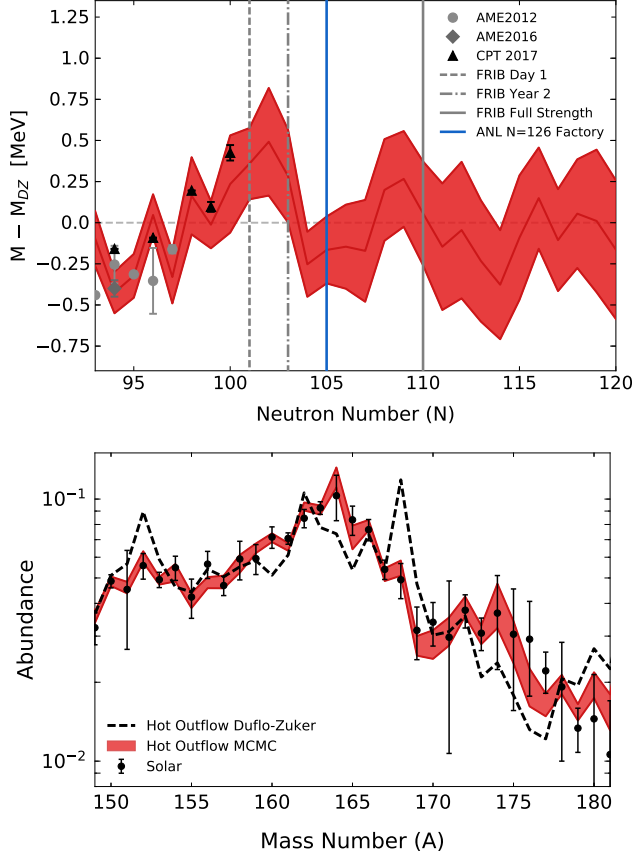 1.25
1.00
0.75
0.50
0.25
0.0
−0.25
−0.50
−0.75
M − M_DZ [MeV]
AME2012
AME2016
CPT 2017
FRIB Day 1
FRIB Year 2
FRIB Full Strength
ANL N=126 Factory
95 100 105 110 115 120
Neutron Number (N)
10⁻¹
10⁻²
Abundance
Hot Outflow Duflo-Zuker
Hot Outflow MCMC
Solar
150 155 160 165 170 175 180
Mass Number (A)